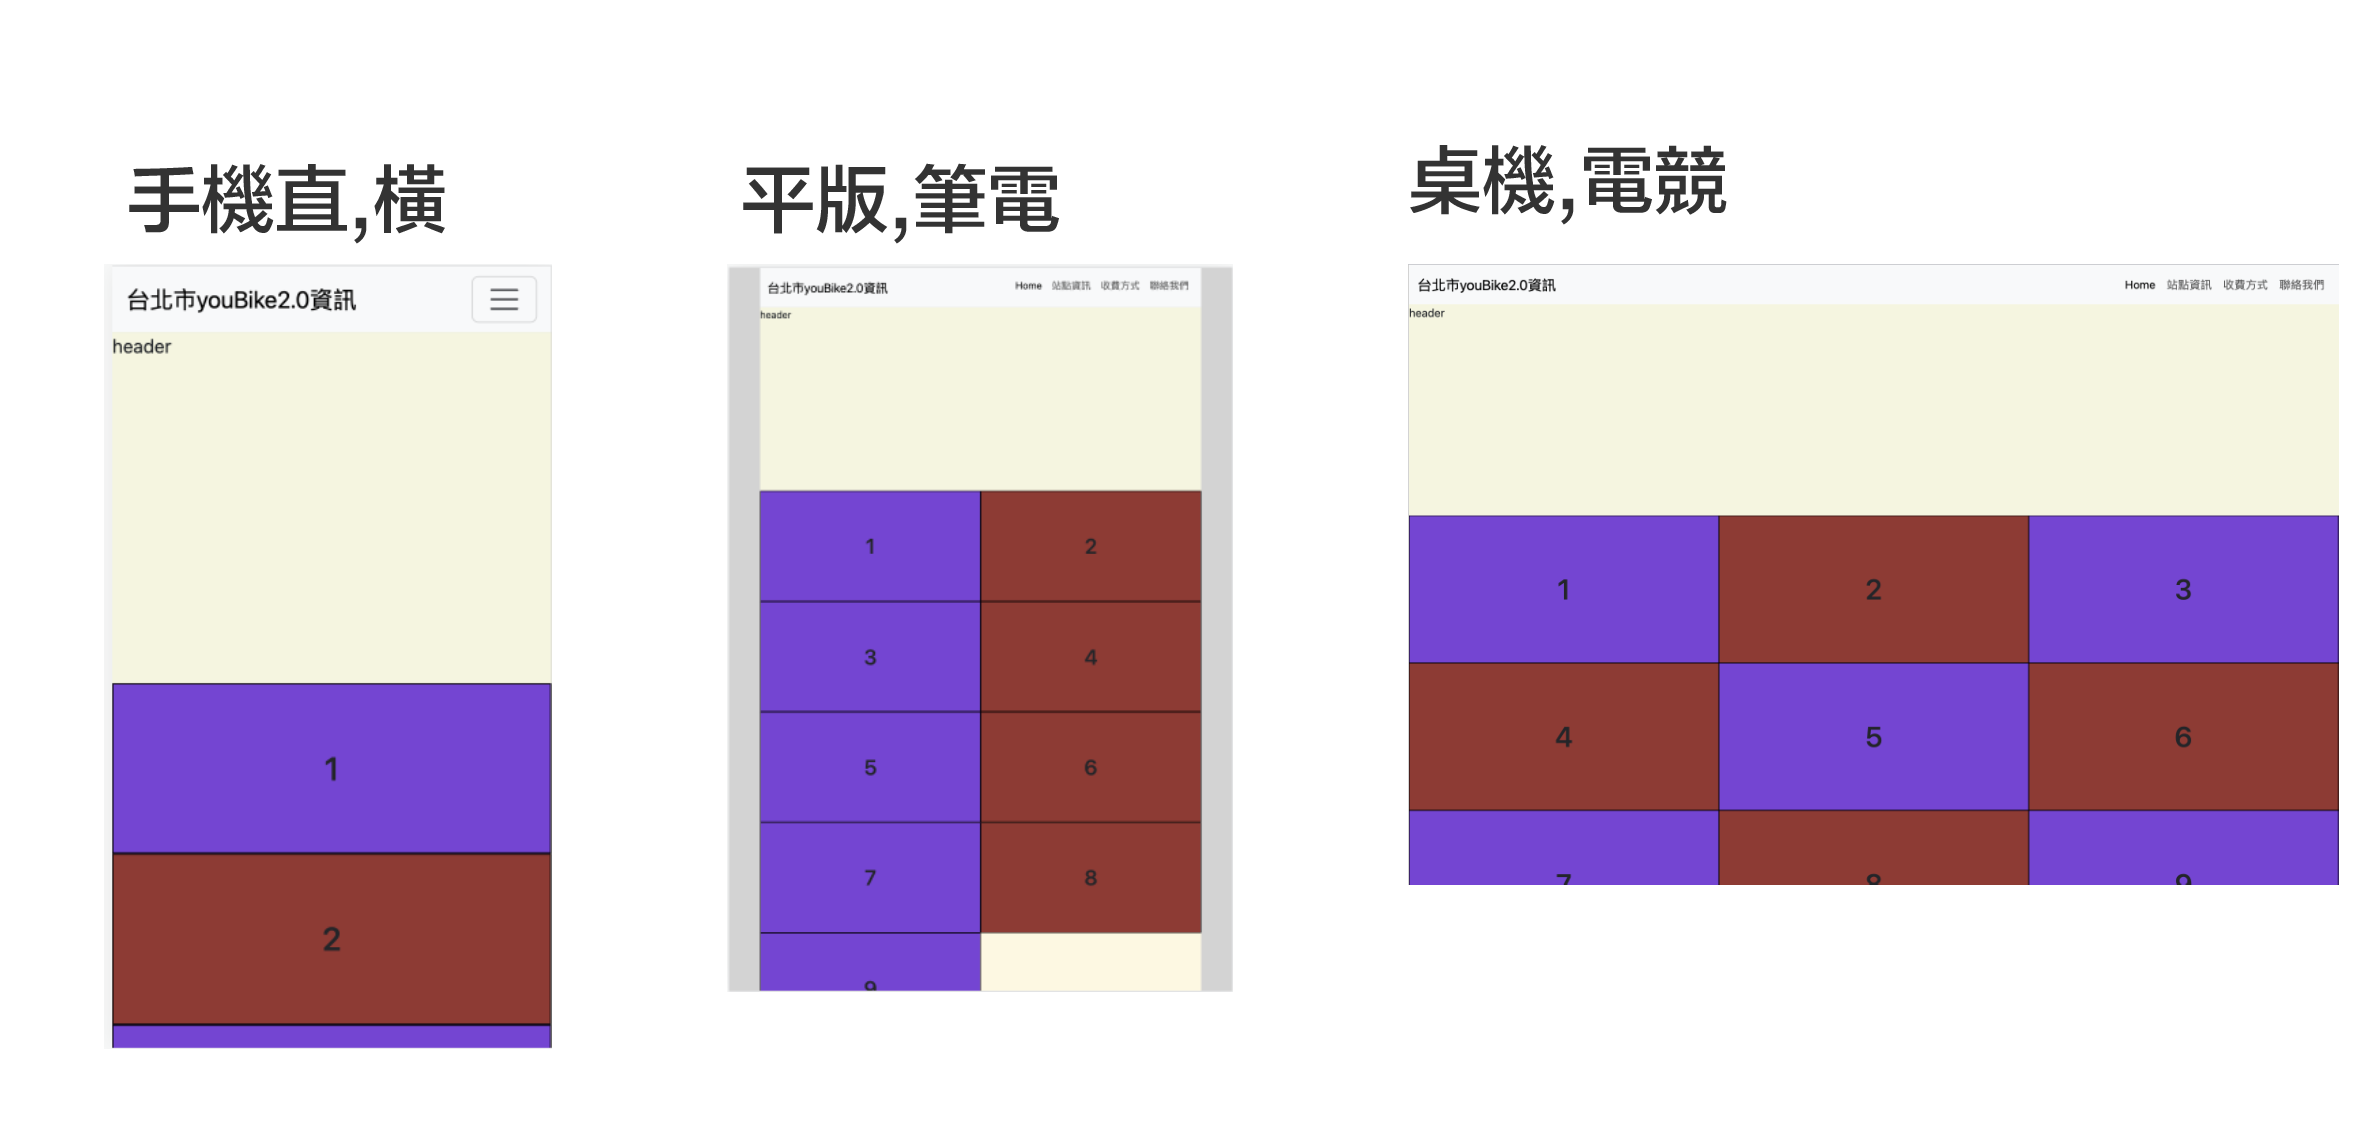 手機直,橫
台北市youBike2.0資訊
header
1
2
平版,筆電
台北市youBike2.0資訊 Home 站點資訊 收費方式 聯絡我們
header
1 2
3 4
5 6
7 8
9
桌機,電競
台北市youBike2.0資訊 Home 站點資訊 收費方式 聯絡我們
header
1 2 3
4 5 6
7 8 9